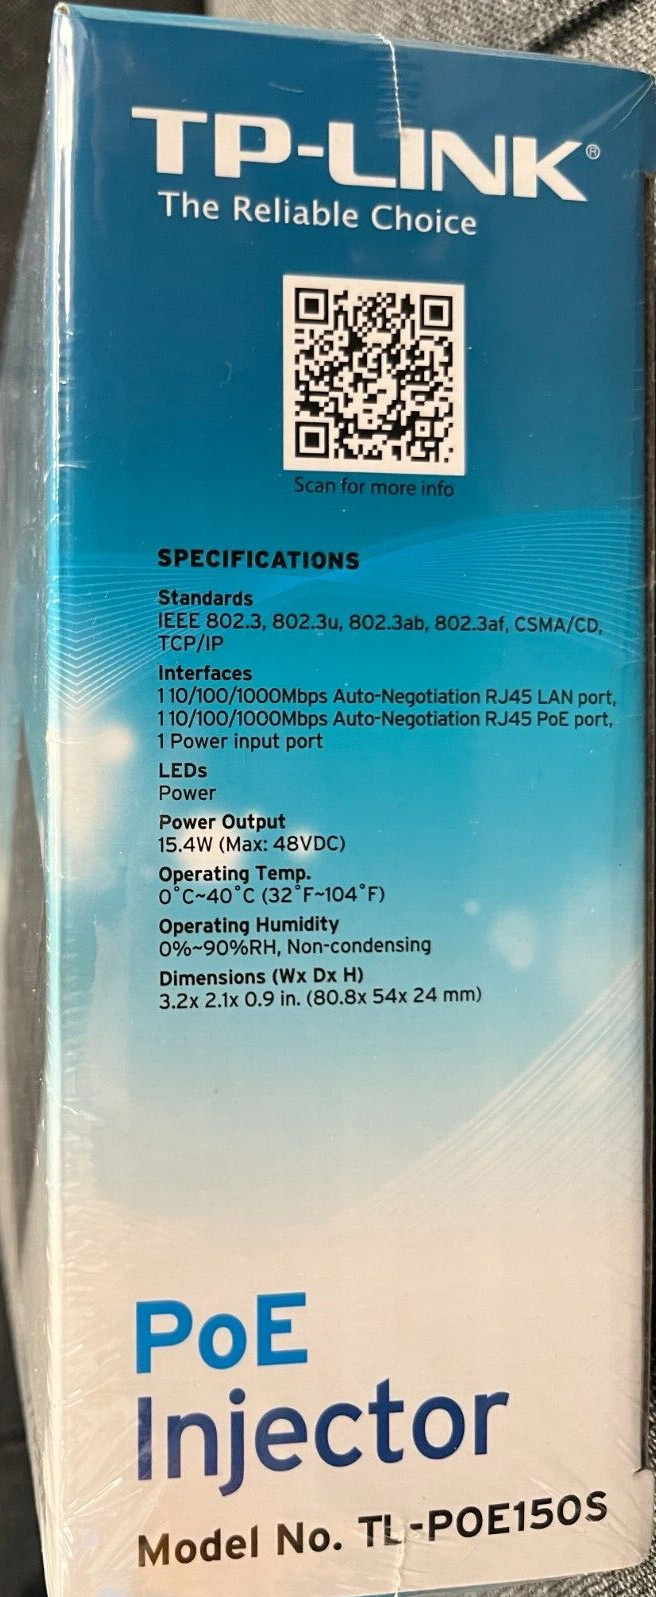 TP-LINK®
The Reliable Choice
Scan for more info
SPECIFICATIONS
Standards
IEEE 802.3, 802.3u, 802.3ab, 802.3af, CSMA/CD,
TCP/IP
Interfaces
1 10/100/1000Mbps Auto-Negotiation RJ45 LAN port,
1 10/100/1000Mbps Auto-Negotiation RJ45 PoE port,
1 Power input port
LEDs
Power
Power Output
15.4W (Max: 48VDC)
Operating Temp.
0°C~40°C (32°F~104°F)
Operating Humidity
0%~90%RH, Non-condensing
Dimensions (Wx Dx H)
3.2x 2.1x 0.9 in. (80.8x 54x 24 mm)
PoE
Injector
Model No. TL-POE150S